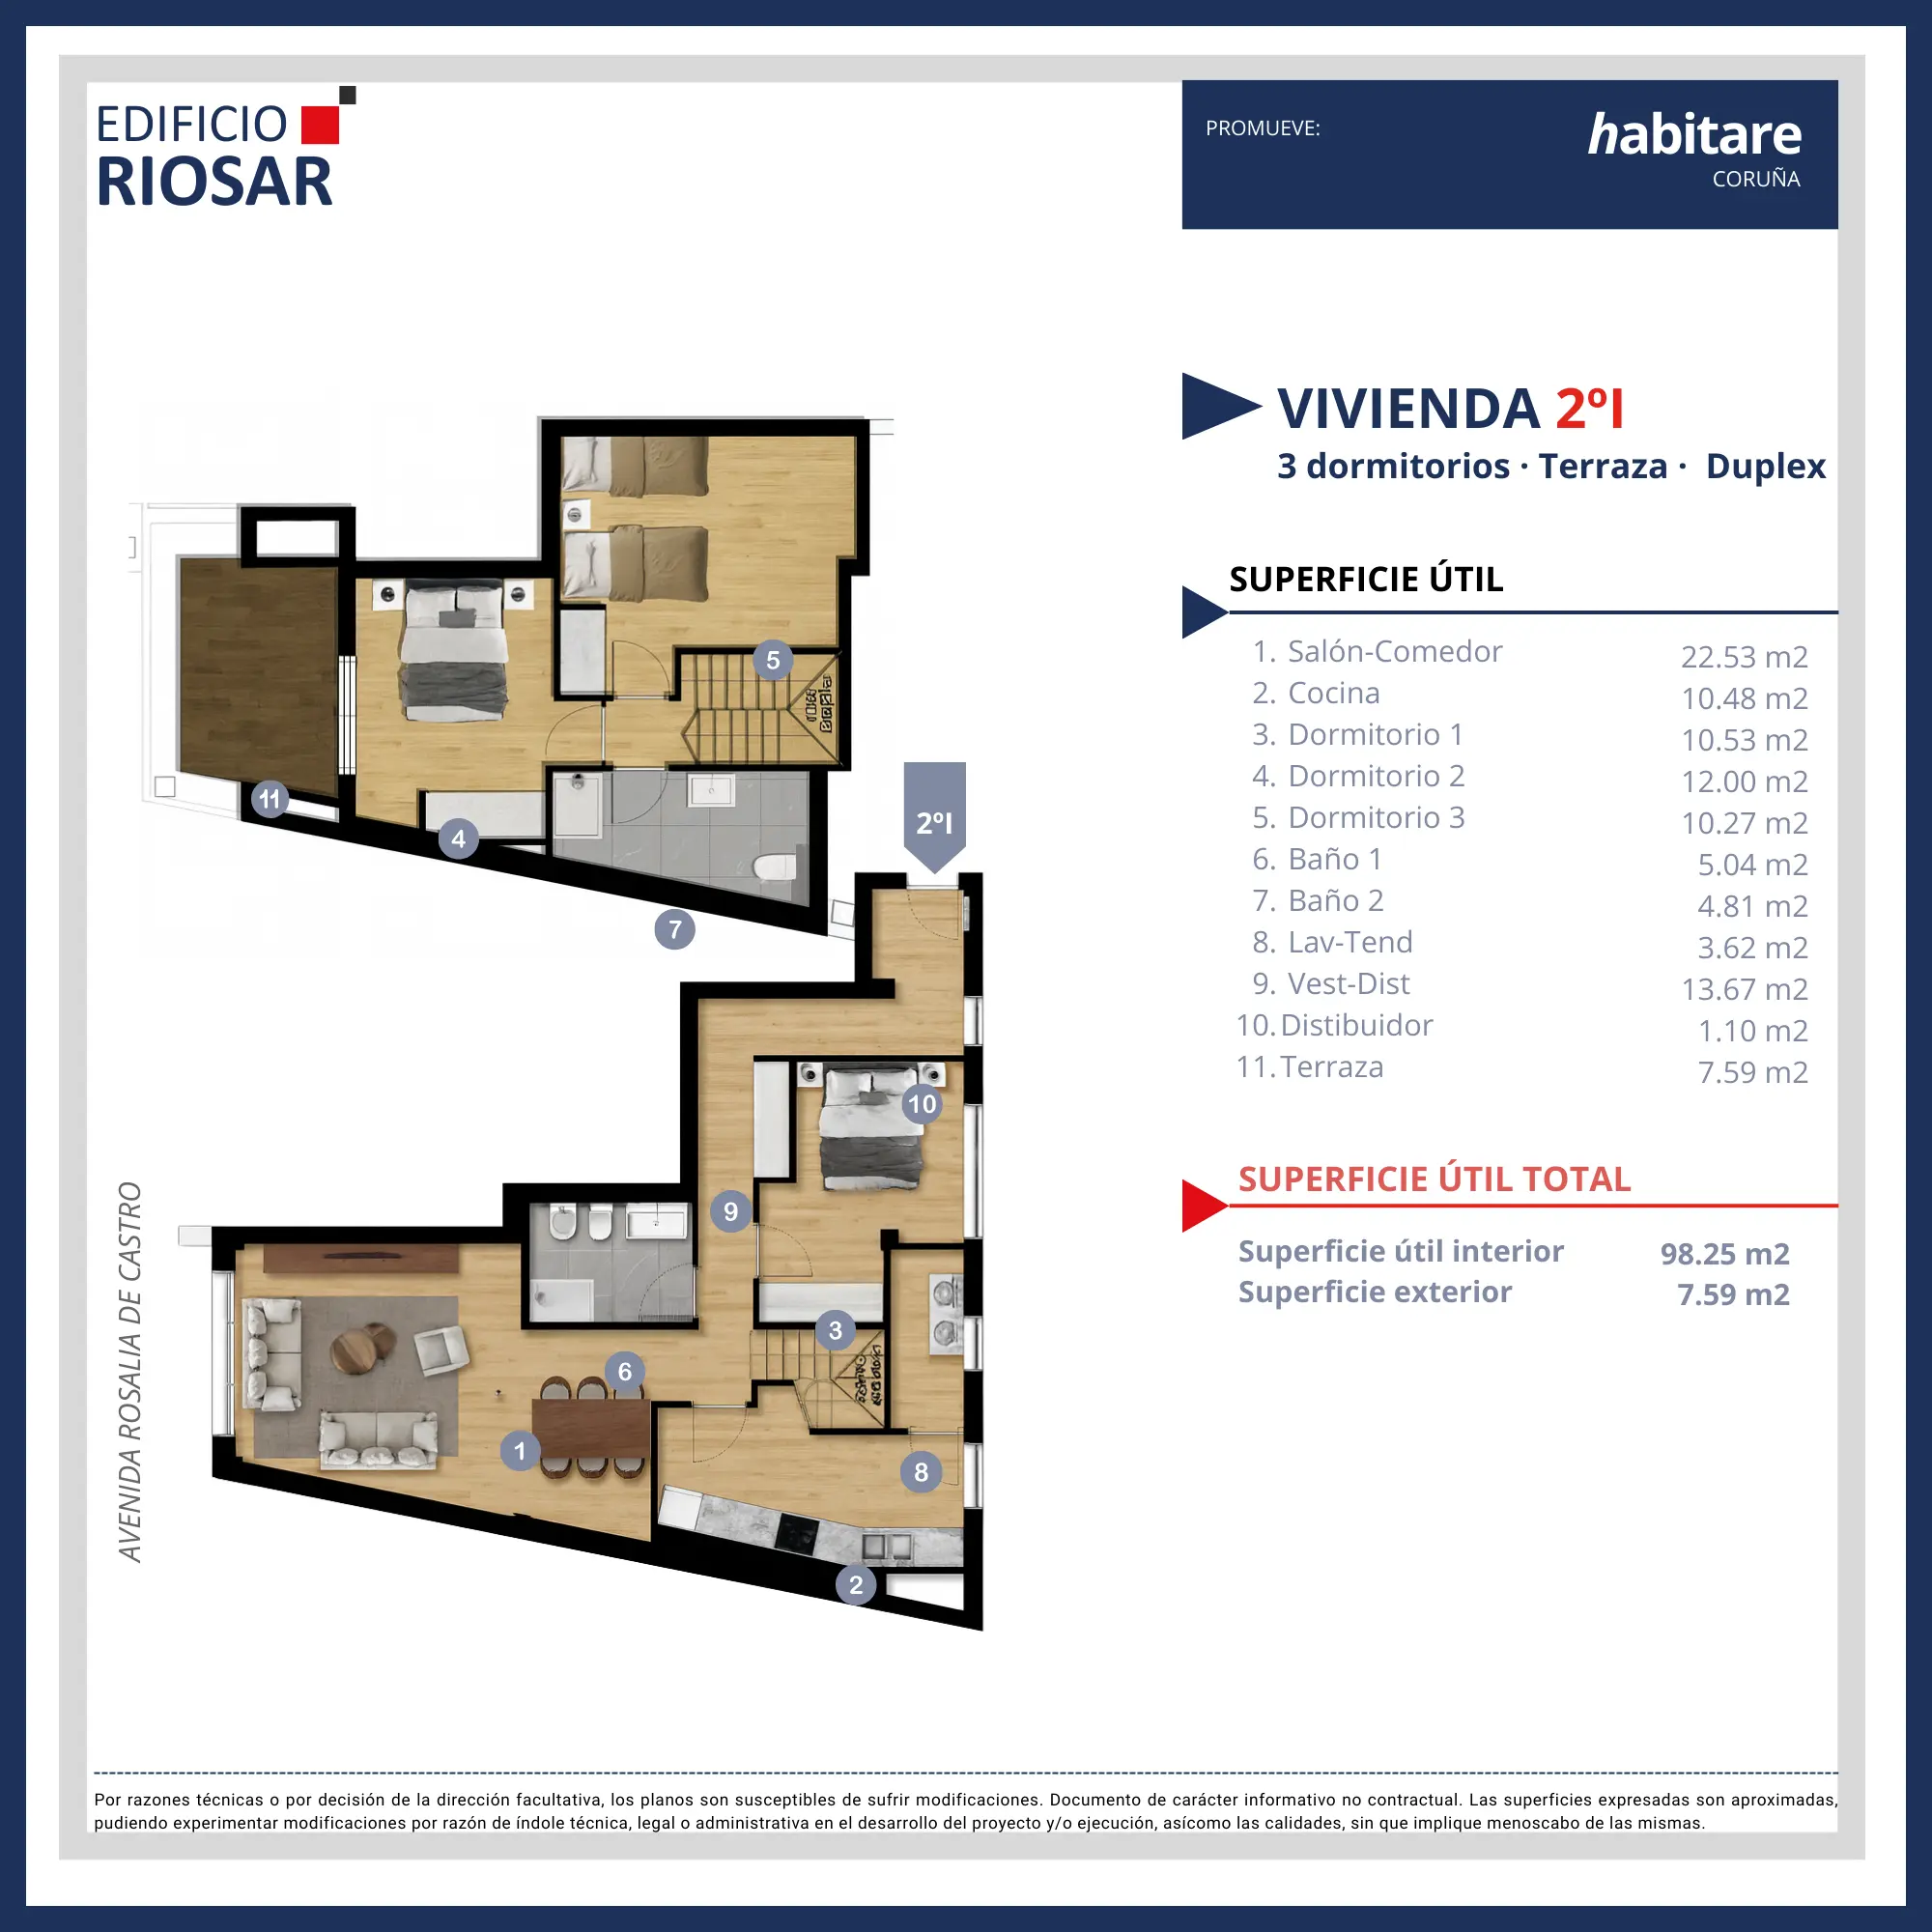 EDIFICIO
RIOSAR
PROMUEVE:
habitare
CORUÑA
VIVIENDA 2ºI
3 dormitorios · Terraza · Duplex
SUPERFICIE ÚTIL
1. Salón-Comedor 22.53 m2
2. Cocina 10.48 m2
3. Dormitorio 1 10.53 m2
4. Dormitorio 2 12.00 m2
5. Dormitorio 3 10.27 m2
6. Baño 1 5.04 m2
7. Baño 2 4.81 m2
8. Lav-Tend 3.62 m2
9. Vest-Dist 13.67 m2
10. Distibuidor 1.10 m2
11. Terraza 7.59 m2
SUPERFICIE ÚTIL TOTAL
Superficie útil interior 98.25 m2
Superficie exterior 7.59 m2
5
11
4
7
2ºI
10
9
3
6
1
8
2
AVENIDA ROSALIA DE CASTRO
Por razones técnicas o por decisión de la dirección facultativa, los planos son susceptibles de sufrir modificaciones. Documento de carácter informativo no contractual. Las superficies expresadas son aproximadas,
pudiendo experimentar modificaciones por razón de índole técnica, legal o administrativa en el desarrollo del proyecto y/o ejecución, asícomo las calidades, sin que implique menoscabo de las mismas.